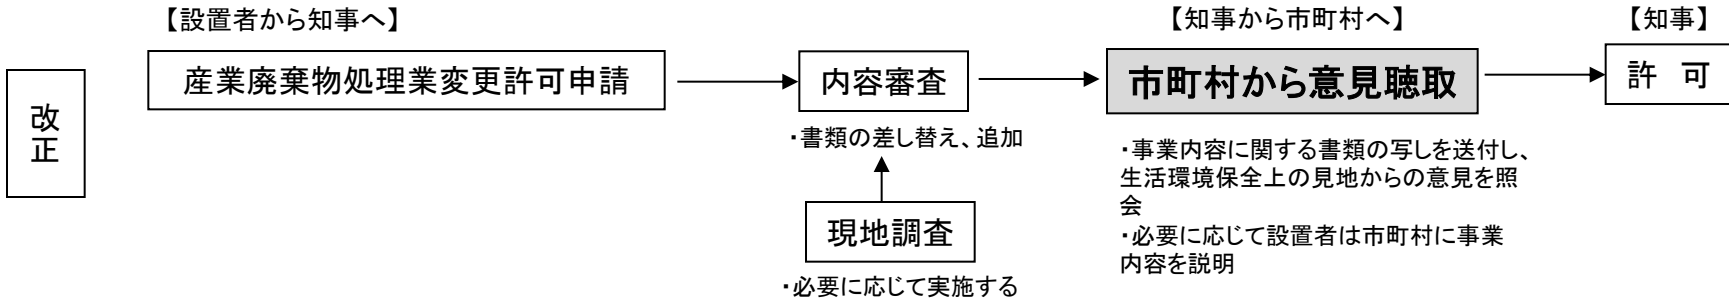 【設置者から知事へ】
【知事から市町村へ】
【知事】
改正
産業廃棄物処理業変更許可申請
内容審査
市町村から意見聴取
許　可
・書類の差し替え、追加
現地調査
・必要に応じて実施する
・事業内容に関する書類の写しを送付し、
生活環境保全上の見地からの意見を照
会
・必要に応じて設置者は市町村に事業
内容を説明